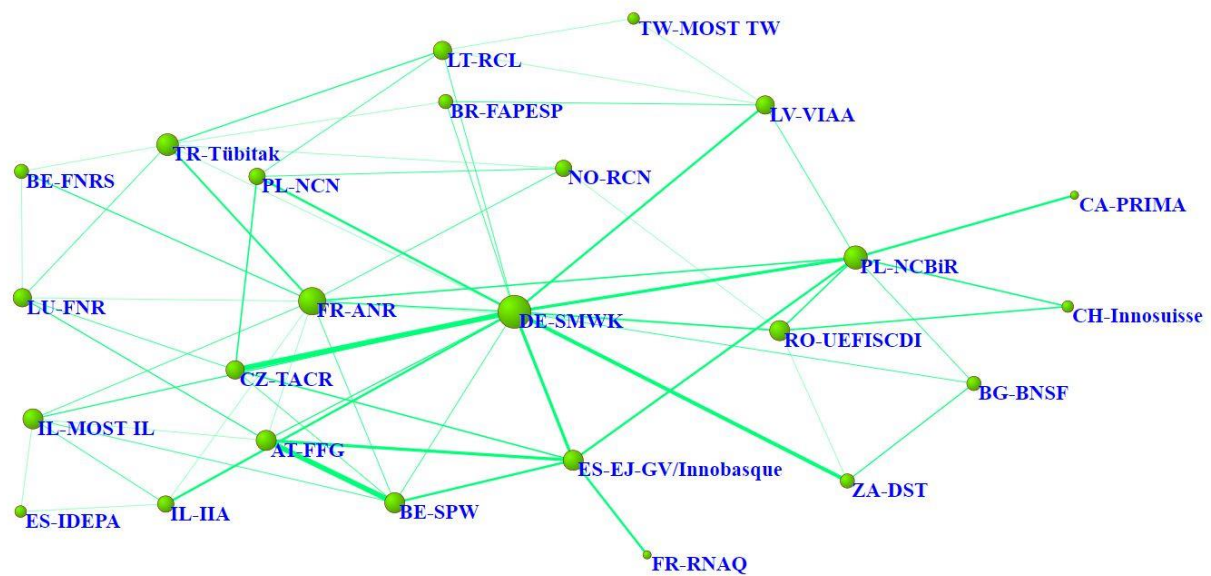 TW-MOST TW
LT-RCL
BR-FAPESP
LV-VIAA
TR-Tübitak
BE-FNRS
PL-NCN
NO-RCN
CA-PRIMA
PL-NCBiR
LU-FNR
FR-ANR
DE-SMWK
CH-Innosuisse
RO-UEFISCDI
CZ-TACR
BG-BNSF
IL-MOST IL
AT-FFG
ES-EJ-GV/Innobasque
ZA-DST
ES-IDEPA
IL-IIA
BE-SPW
FR-RNAQ